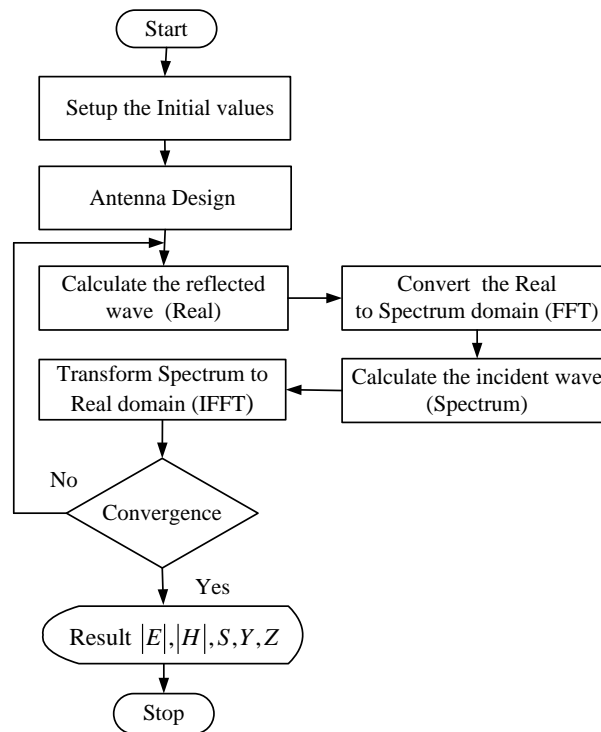 Start
Setup the Initial values
Antenna Design
Calculate the reflected
wave (Real)
Convert the Real
to Spectrum domain (FFT)
Calculate the incident wave
(Spectrum)
Transform Spectrum to
Real domain (IFFT)
Convergence
No
Yes
Result |E|,|H|,S,Y,Z
Stop